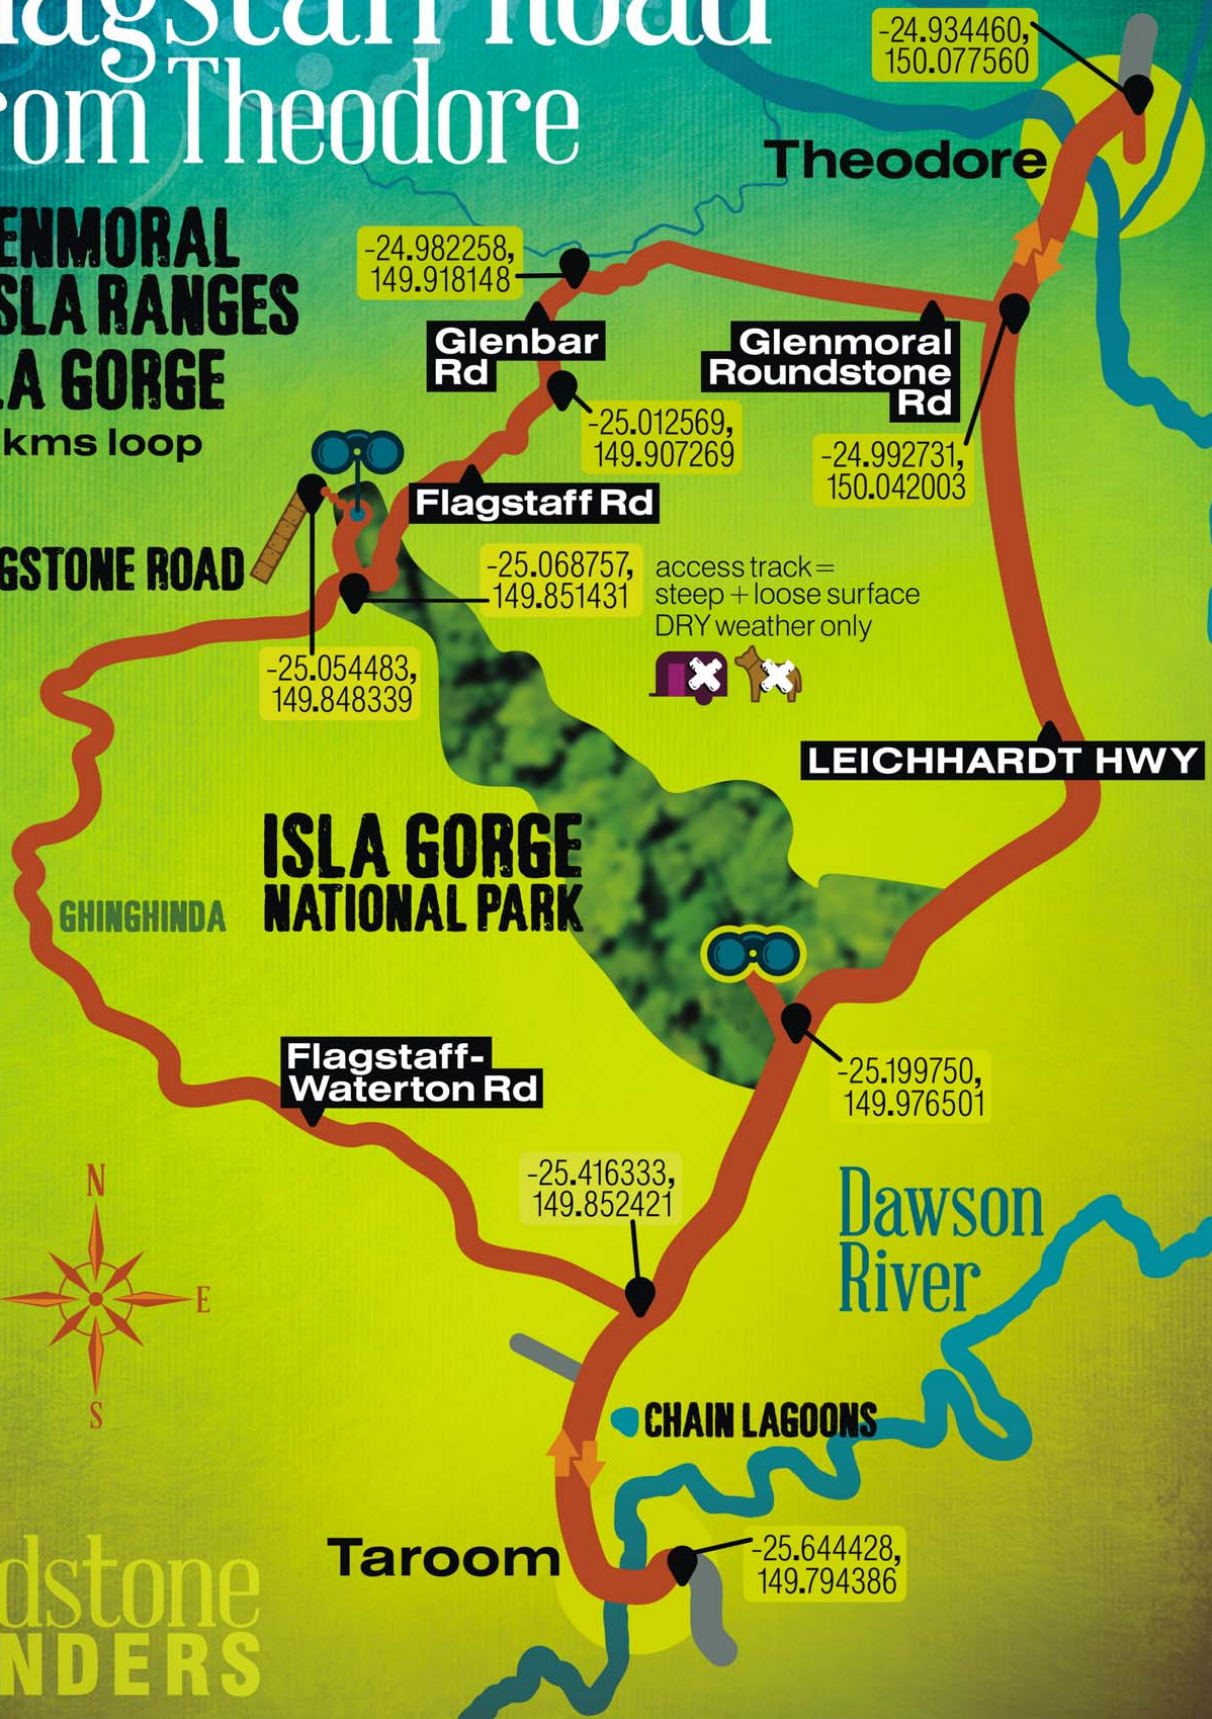 lagstaff Road
rom Theodore
ENMORAL
SLA RANGES
A GORGE
kms loop
GSTONE ROAD
-24.934460,
150.077560
Theodore
-24.982258,
149.918148
Glenbar
Rd
Glenmoral
Roundstone
Rd
-25.012569,
149.907269
-24.992731,
150.042003
Flagstaff Rd
-25.068757,
149.851431
access track =
steep + loose surface
DRY weather only
-25.054483,
149.848339
LEICHHARDT HWY
ISLA GORGE
NATIONAL PARK
GHINGHINDA
Flagstaff-
Waterton Rd
-25.199750,
149.976501
-25.416333,
149.852421
Dawson
River
N
E
S
CHAIN LAGOONS
Taroom
-25.644428,
149.794386
dstone
NDERS